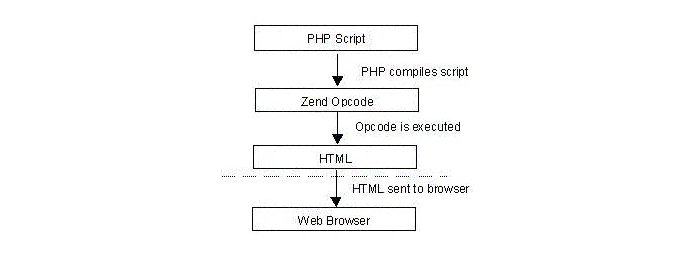 PHP Script
PHP compiles script
Zend Opcode
Opcode is executed
HTML
HTML sent to browser
Web Browser